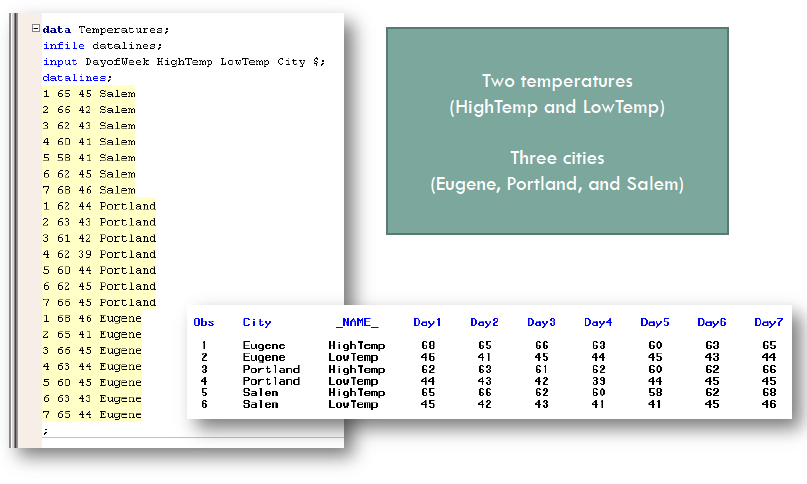 data Temperatures;
infile datalines;
input DayofWeek HighTemp LowTemp City $;
datalines;
1 65 45 Salem
2 66 42 Salem
3 62 43 Salem
4 60 41 Salem
5 58 41 Salem
6 62 45 Salem
7 68 46 Salem
1 62 44 Portland
2 63 43 Portland
3 61 42 Portland
4 62 39 Portland
5 60 44 Portland
6 62 45 Portland
7 66 45 Portland
1 68 46 Eugene
2 65 41 Eugene
3 66 45 Eugene
4 63 44 Eugene
5 60 45 Eugene
6 63 43 Eugene
7 65 44 Eugene
;
Two temperatures
(HighTemp and LowTemp)
Three cities
(Eugene, Portland, and Salem)
Obs City _NAME_ Day1 Day2 Day3 Day4 Day5 Day6 Day7
1 Eugene HighTemp 68 65 66 63 60 63 65
2 Eugene LowTemp 46 41 45 44 45 43 44
3 Portland HighTemp 62 63 61 62 60 62 66
4 Portland LowTemp 44 43 42 39 44 45 45
5 Salem HighTemp 65 66 62 60 58 62 68
6 Salem LowTemp 45 42 43 41 41 45 46